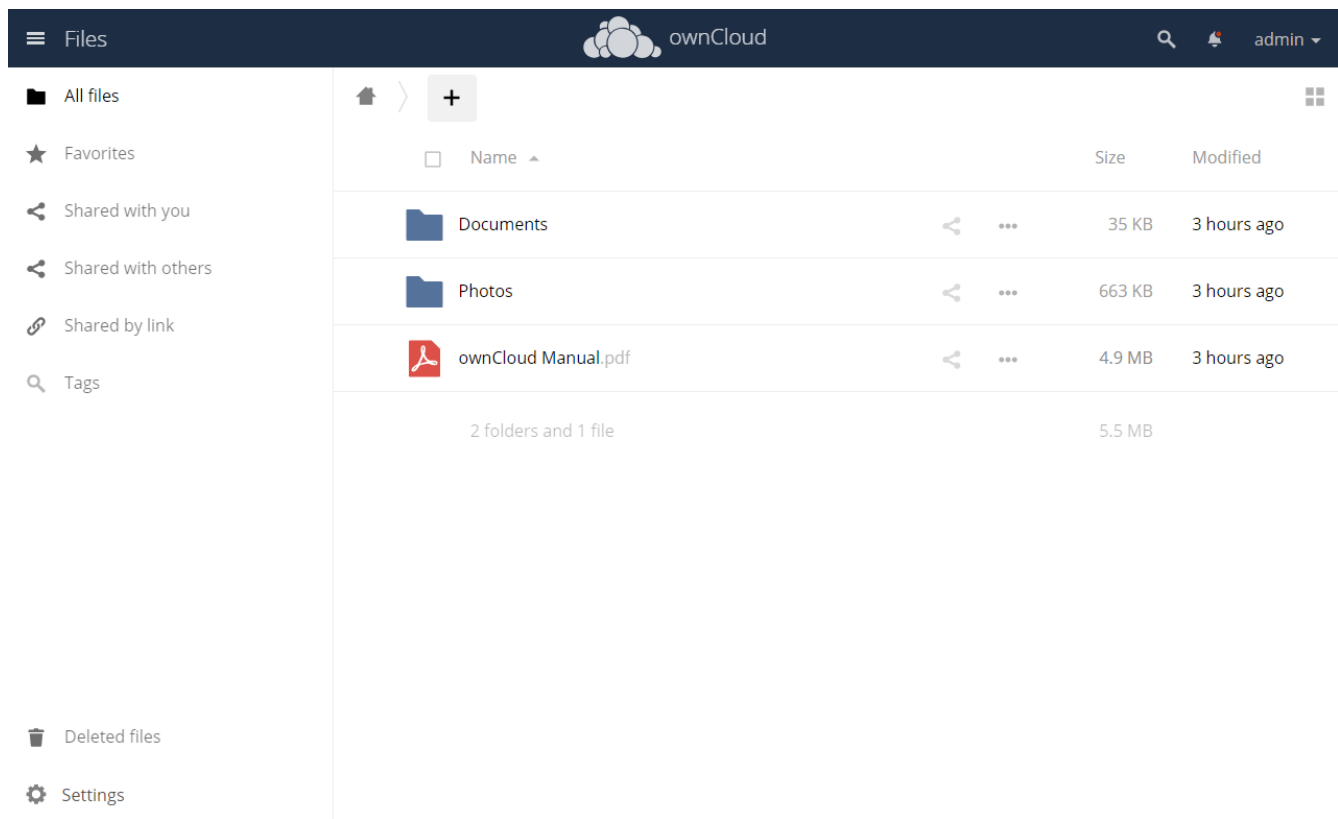 Files
ownCloud
admin
All files
Favorites
Shared with you
Shared with others
Shared by link
Tags
Deleted files
Settings
Name Size Modified
Documents 35 KB 3 hours ago
Photos 663 KB 3 hours ago
ownCloud Manual.pdf 4.9 MB 3 hours ago
2 folders and 1 file 5.5 MB